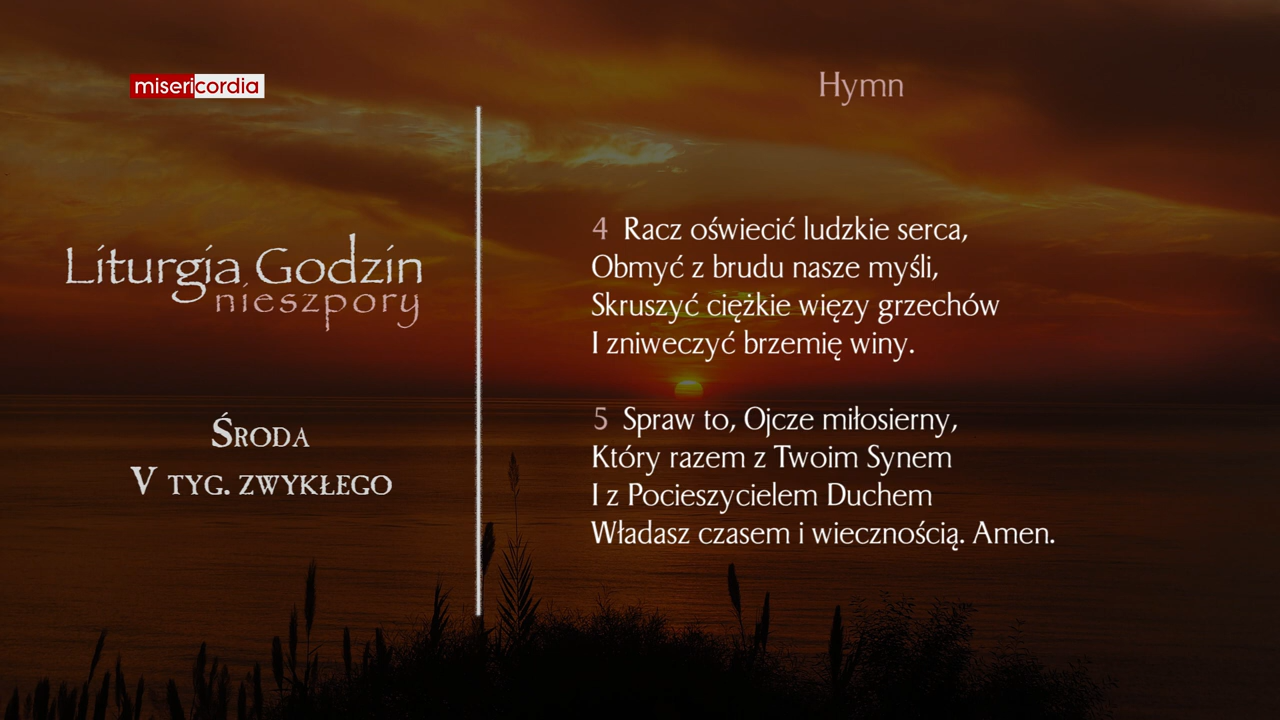 misericordia
Liturgia Godzin
nieszpory
Środa
V tyg. zwykłego
Hymn
4 Racz oświecić ludzkie serca,
Obmyć z brudu nasze myśli,
Skruszyć ciężkie więzy grzechów
I zniweczyć brzemię winy.
5 Spraw to, Ojcze miłosierny,
Który razem z Twoim Synem
I z Pocieszycielem Duchem
Władasz czasem i wiecznością. Amen.